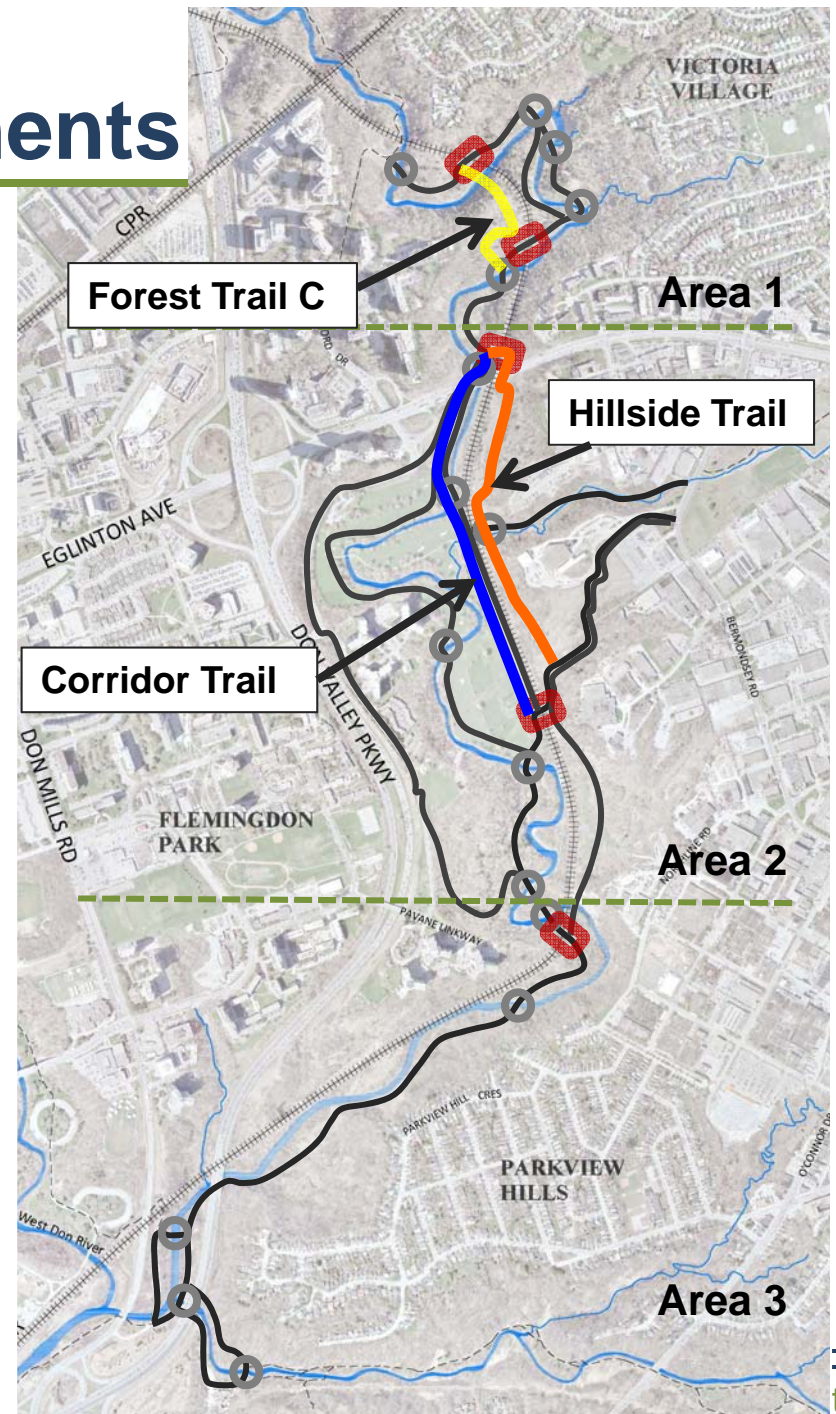 nents
VICTORIA
VILLAGE
CPR
Forest Trail C
Area 1
DR
Hillside Trail
EGLINTON AVE
Corridor Trail
DON VALLEY PKWY
BERMONDSEY RD
DON MILLS RD
FLEMINGDON
PARK
Area 2
PAVANE LINKWAY
PARKVIEW HILL CRES
PARKVIEW
HILLS
O'CONNOR DR
West Don River
Area 3